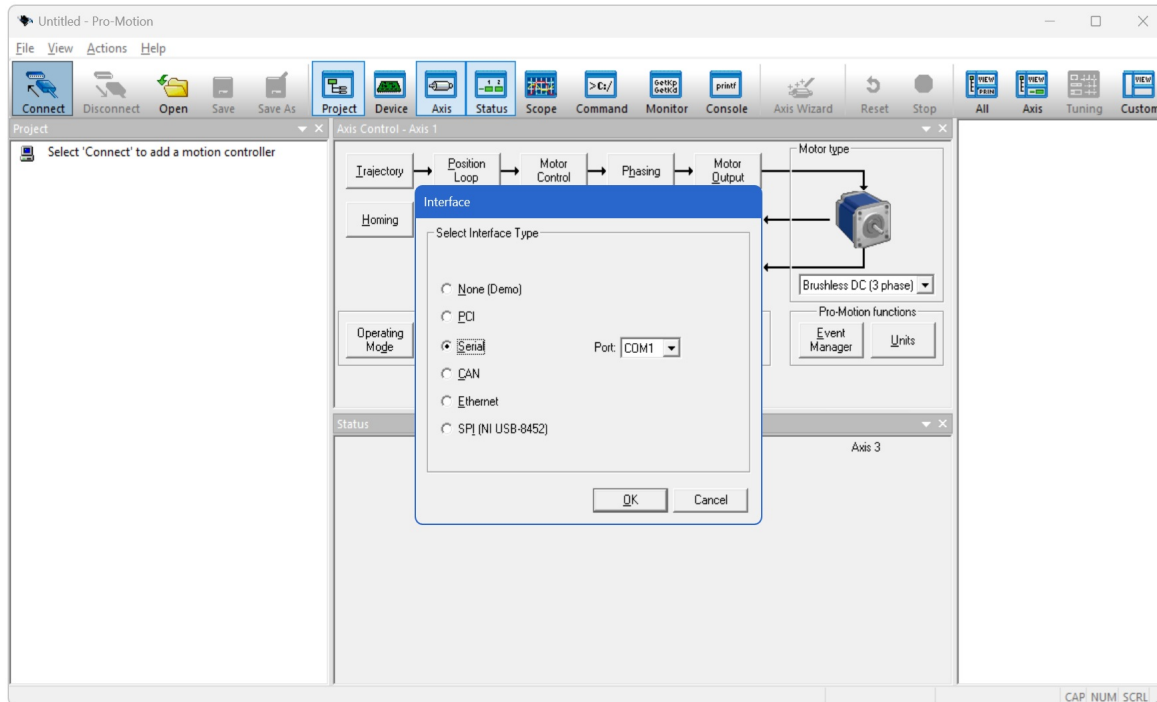 Untitled - Pro-Motion
File View Actions Help
Connect Disconnect Open Save Save As Project Device Axis Status Scope Command Monitor Console Axis Wizard Reset Stop All Axis Tuning Custom
Project
Axis Control - Axis 1
Select 'Connect' to add a motion controller
Trajectory
Position
Loop
Motor
Control
Phasing
Motor
Output
Motor type
Homing
Interface
Select Interface Type
None (Demo)
PCI
Serial
Port: COM1
CAN
Ethernet
SPI (NI USB-8452)
OK Cancel
Brushless DC (3 phase)
Operating
Mode
Pro-Motion functions
Event
Manager
Units
Status
Axis 3
CAP NUM SCRL